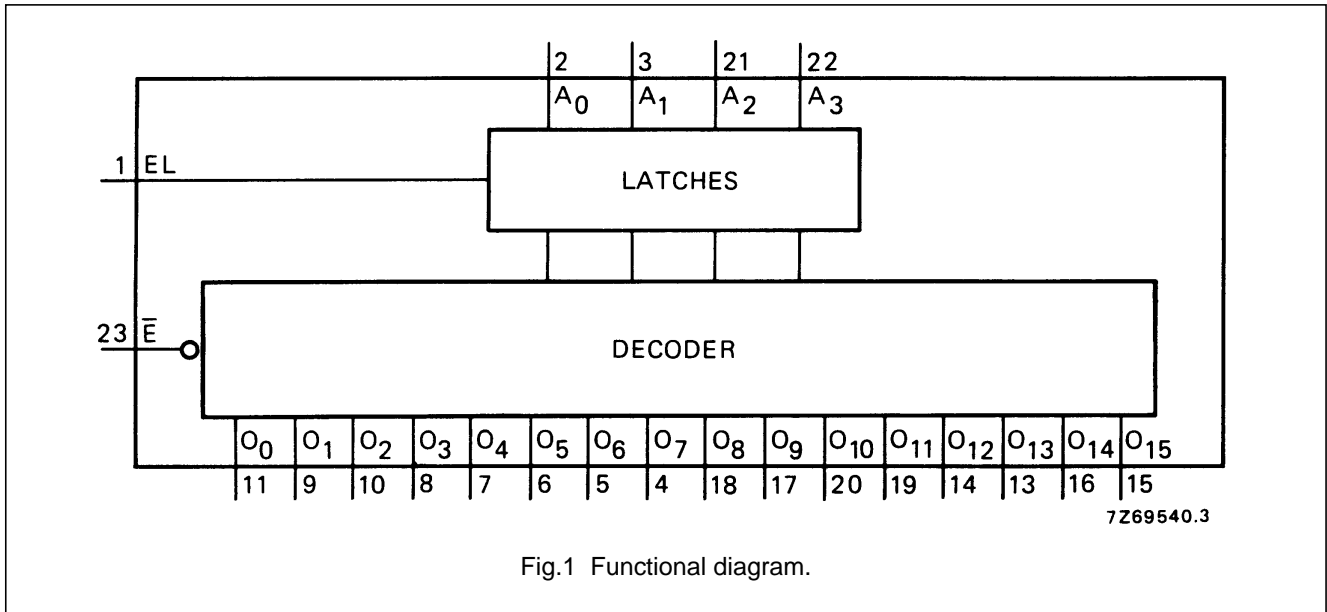 2 3 21 22
A0 A1 A2 A3
1 EL
LATCHES
23 E̅
DECODER
O0 O1 O2 O3 O4 O5 O6 O7 O8 O9 O10 O11 O12 O13 O14 O15
11 9 10 8 7 6 5 4 18 17 20 19 14 13 16 15
7Z69540.3
Fig.1 Functional diagram.